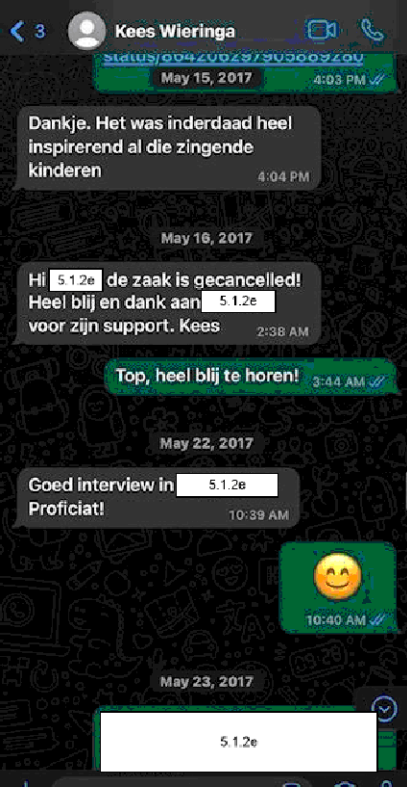 3 Kees Wieringa
status/864206297905889280
May 15, 2017
4:03 PM
Dankje. Het was inderdaad heel
inspirerend al die zingende
kinderen
4:04 PM
May 16, 2017
Hi 5.1.2e de zaak is gecancelled!
Heel blij en dank aan 5.1.2e
voor zijn support. Kees 2:38 AM
Top, heel blij te horen! 3:44 AM
May 22, 2017
Goed interview in 5.1.2e
Proficiat!
10:39 AM
10:40 AM
May 23, 2017
5.1.2e